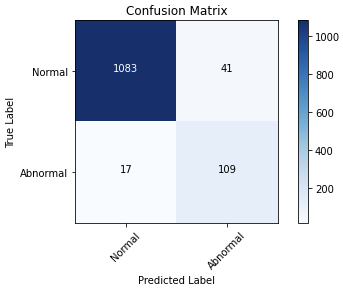 Confusion Matrix
True Label
Normal
Abnormal
1083
41
17
109
Normal
Abnormal
Predicted Label
1000
800
600
400
200